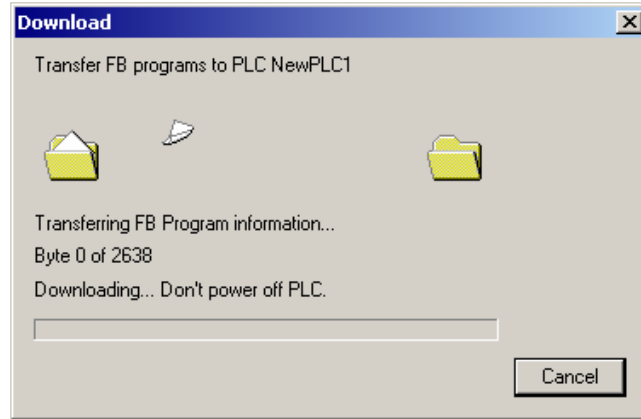 Download
Transfer FB programs to PLC NewPLC1
Transferring FB Program information...
Byte 0 of 2638
Downloading... Don't power off PLC.
Cancel